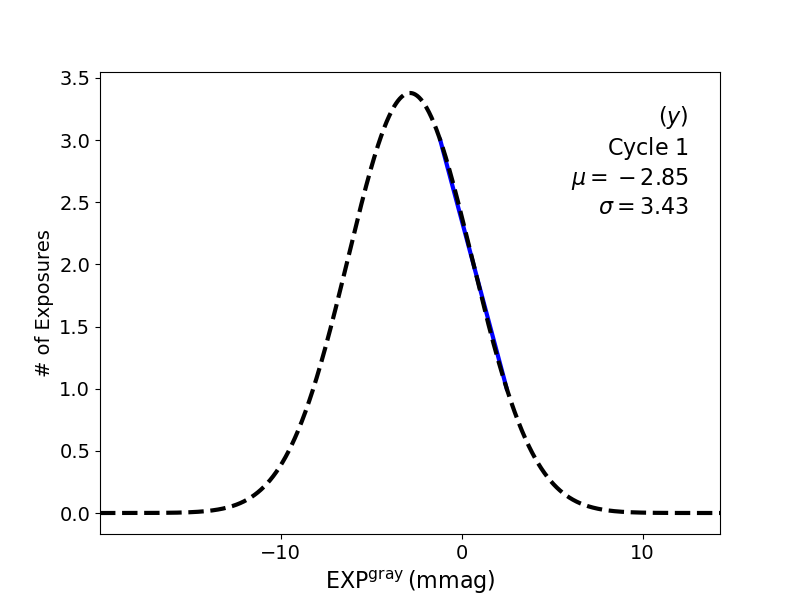 3.5
3.0
2.5
2.0
1.5
1.0
0.5
0.0
# of Exposures
(y)
Cycle 1
μ = −2.85
σ = 3.43
−10 0 10
EXP^gray (mmag)